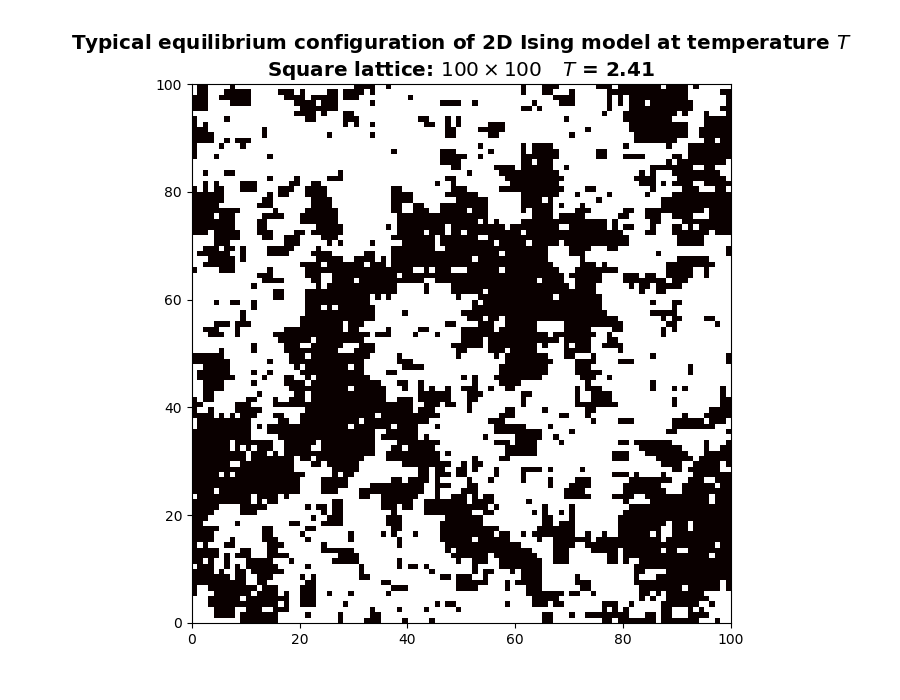 Typical equilibrium configuration of 2D Ising model at temperature T
Square lattice: 100 × 100 T = 2.41
100
80
60
40
20
0
0 20 40 60 80 100